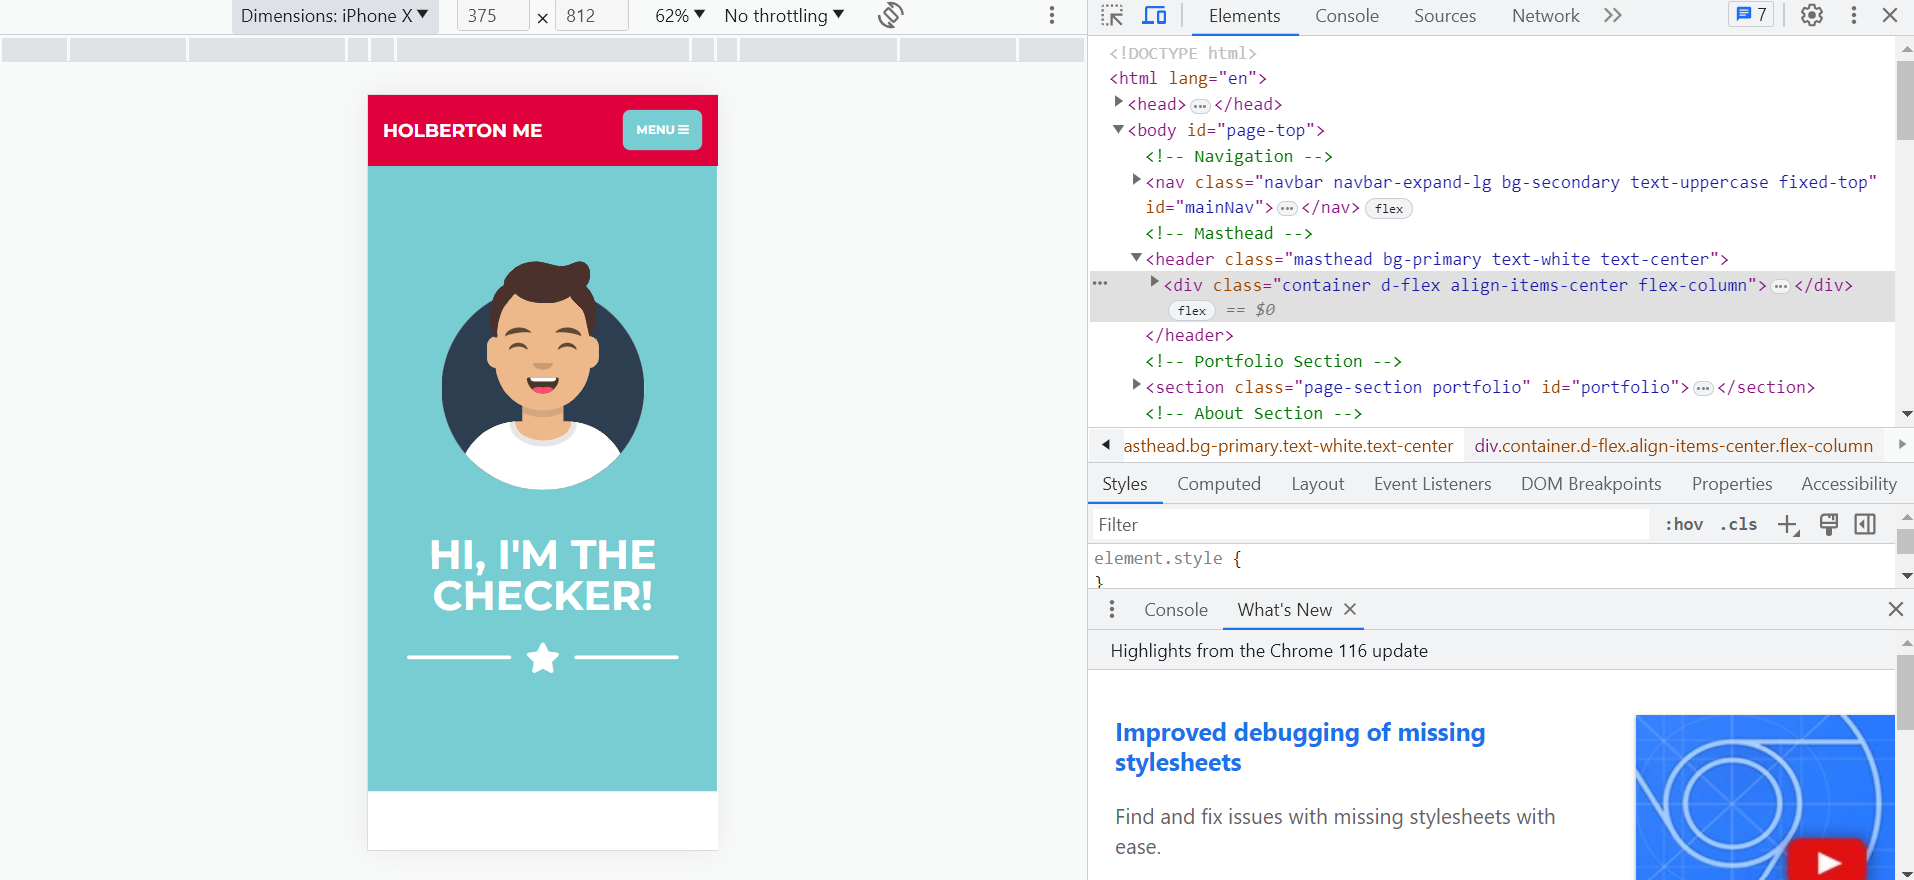 Dimensions: iPhone X ▼ 375 × 812 62% ▼ No throttling ▼
HOLBERTON ME
MENU
HI, I'M THE
CHECKER!
Elements Console Sources Network 7
<!DOCTYPE html>
<html lang="en">
▶<head>…</head>
▼<body id="page-top">
<!-- Navigation -->
▶<nav class="navbar navbar-expand-lg bg-secondary text-uppercase fixed-top"
id="mainNav">…</nav> flex
<!-- Masthead -->
▼<header class="masthead bg-primary text-white text-center">
… ▶<div class="container d-flex align-items-center flex-column">…</div>
flex == $0
</header>
<!-- Portfolio Section -->
▶<section class="page-section portfolio" id="portfolio">…</section>
<!-- About Section -->
asthead.bg-primary.text-white.text-center div.container.d-flex.align-items-center.flex-column
Styles Computed Layout Event Listeners DOM Breakpoints Properties Accessibility
Filter :hov .cls
element.style {
}
Console What's New
Highlights from the Chrome 116 update
Improved debugging of missing
stylesheets
Find and fix issues with missing stylesheets with
ease.